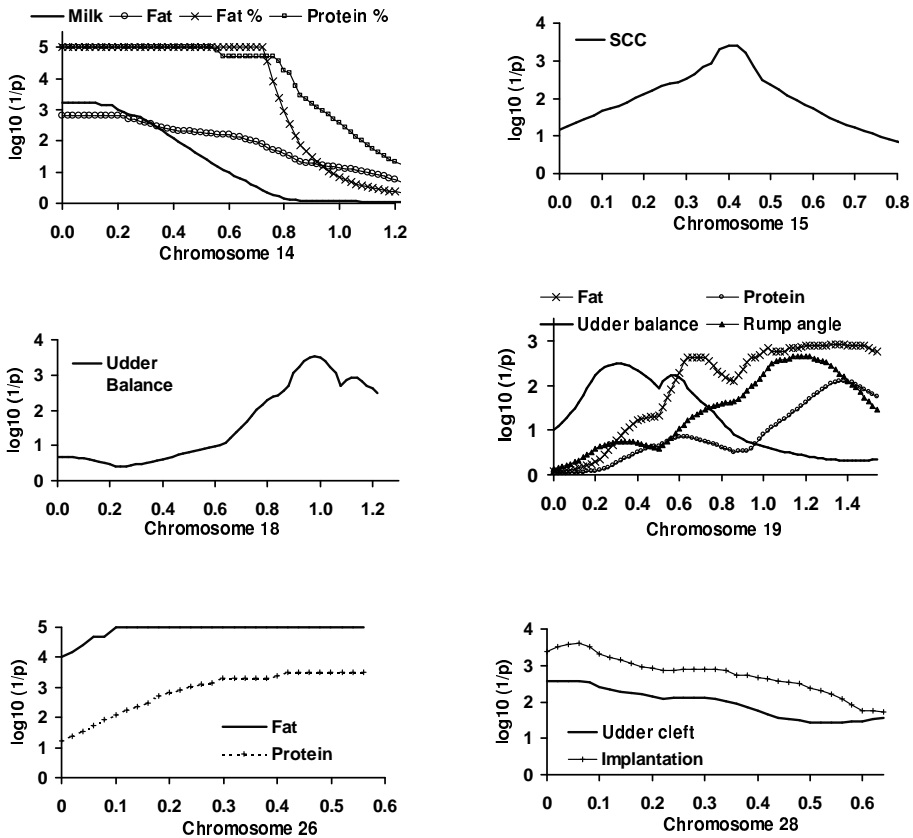 Milk Fat Fat % Protein %
log10 (1/p)
5
4
3
2
1
0
0.0 0.2 0.4 0.6 0.8 1.0 1.2
Chromosome 14
SCC
log10 (1/p)
4
3
2
1
0
0.0 0.1 0.2 0.3 0.4 0.5 0.6 0.7 0.8
Chromosome 15
Udder
Balance
log10 (1/p)
4
3
2
1
0
0.0 0.2 0.4 0.6 0.8 1.0 1.2
Chromosome 18
Fat Protein
Udder balance Rump angle
log10 (1/p)
3
2
1
0
0.0 0.2 0.4 0.6 0.8 1.0 1.2 1.4
Chromosome 19
log10 (1/p)
5
4
3
2
1
0
Fat
Protein
0 0.1 0.2 0.3 0.4 0.5 0.6
Chromosome 26
log10 (1/p)
4
3
2
1
0
Udder cleft
Implantation
0 0.1 0.2 0.3 0.4 0.5 0.6
Chromosome 28